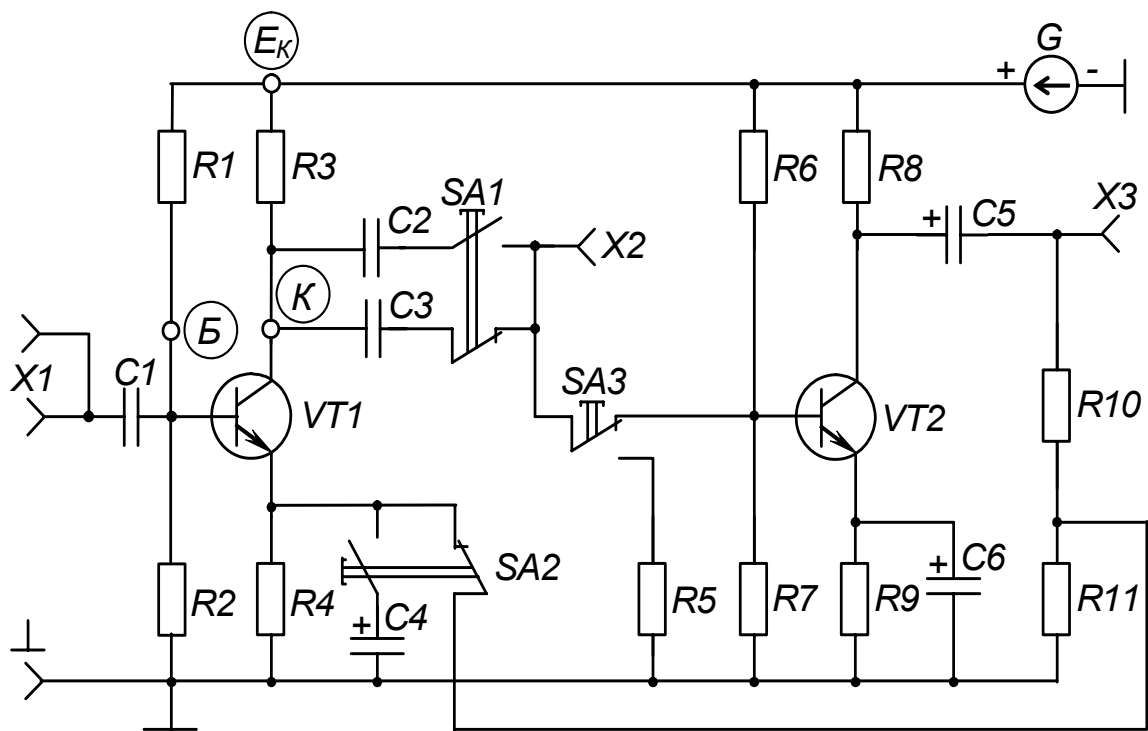 EК
G
+ -
R1
R3
R6
R8
SA1
C2
X2
+ C5
X3
К
C3
Б
X1
C1
VT1
SA3
VT2
R10
SA2
R2
R4
+ C4
R5
R7
R9
+ C6
R11